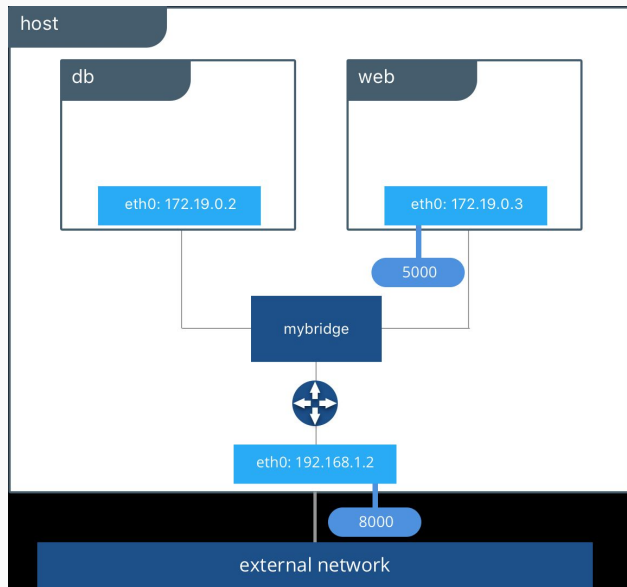 host
db
web
eth0: 172.19.0.2
eth0: 172.19.0.3
5000
mybridge
eth0: 192.168.1.2
8000
external network